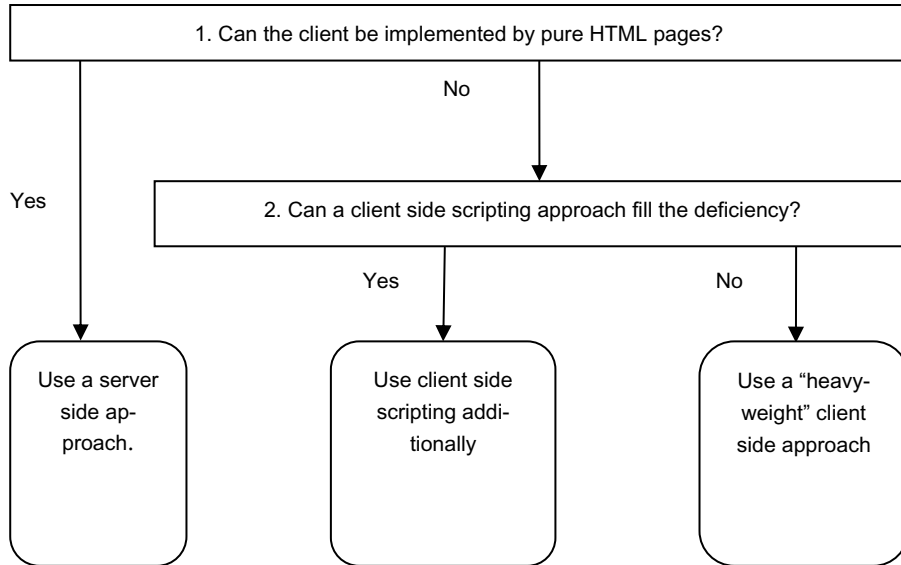 1. Can the client be implemented by pure HTML pages?
No
Yes
2. Can a client side scripting approach fill the deficiency?
Yes
No
Use a server
side ap-
proach.
Use client side
scripting addi-
tionally
Use a “heavy-
weight” client
side approach